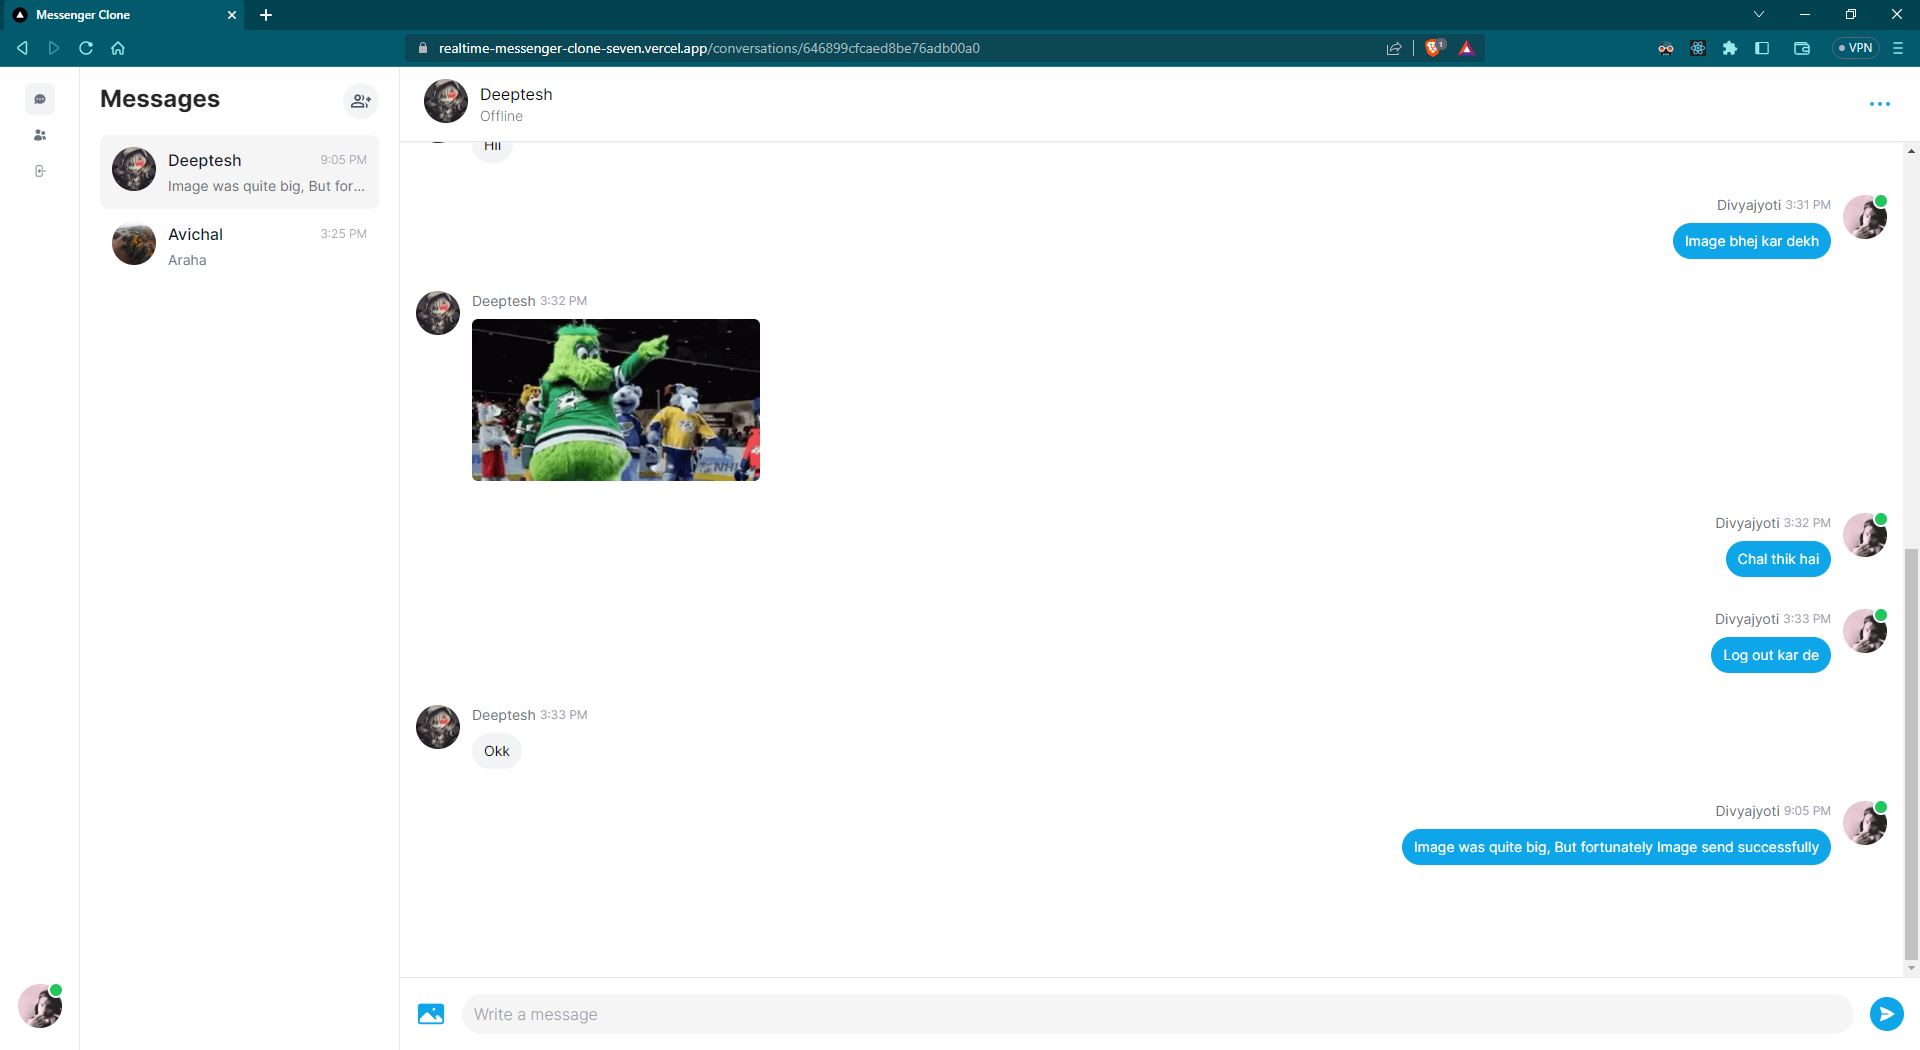 Messenger Clone
realtime-messenger-clone-seven.vercel.app/conversations/646899cfcaed8be76adb00a0
1
VPN
Messages
Deeptesh
9:05 PM
Image was quite big, But for...
Avichal
3:25 PM
Araha
Deeptesh
Offline
HII
Divyajyoti 3:31 PM
Image bhej kar dekh
Deeptesh 3:32 PM
NHL
Divyajyoti 3:32 PM
Chal thik hai
Divyajyoti 3:33 PM
Log out kar de
Deeptesh 3:33 PM
Okk
Divyajyoti 9:05 PM
Image was quite big, But fortunately Image send successfully
Write a message